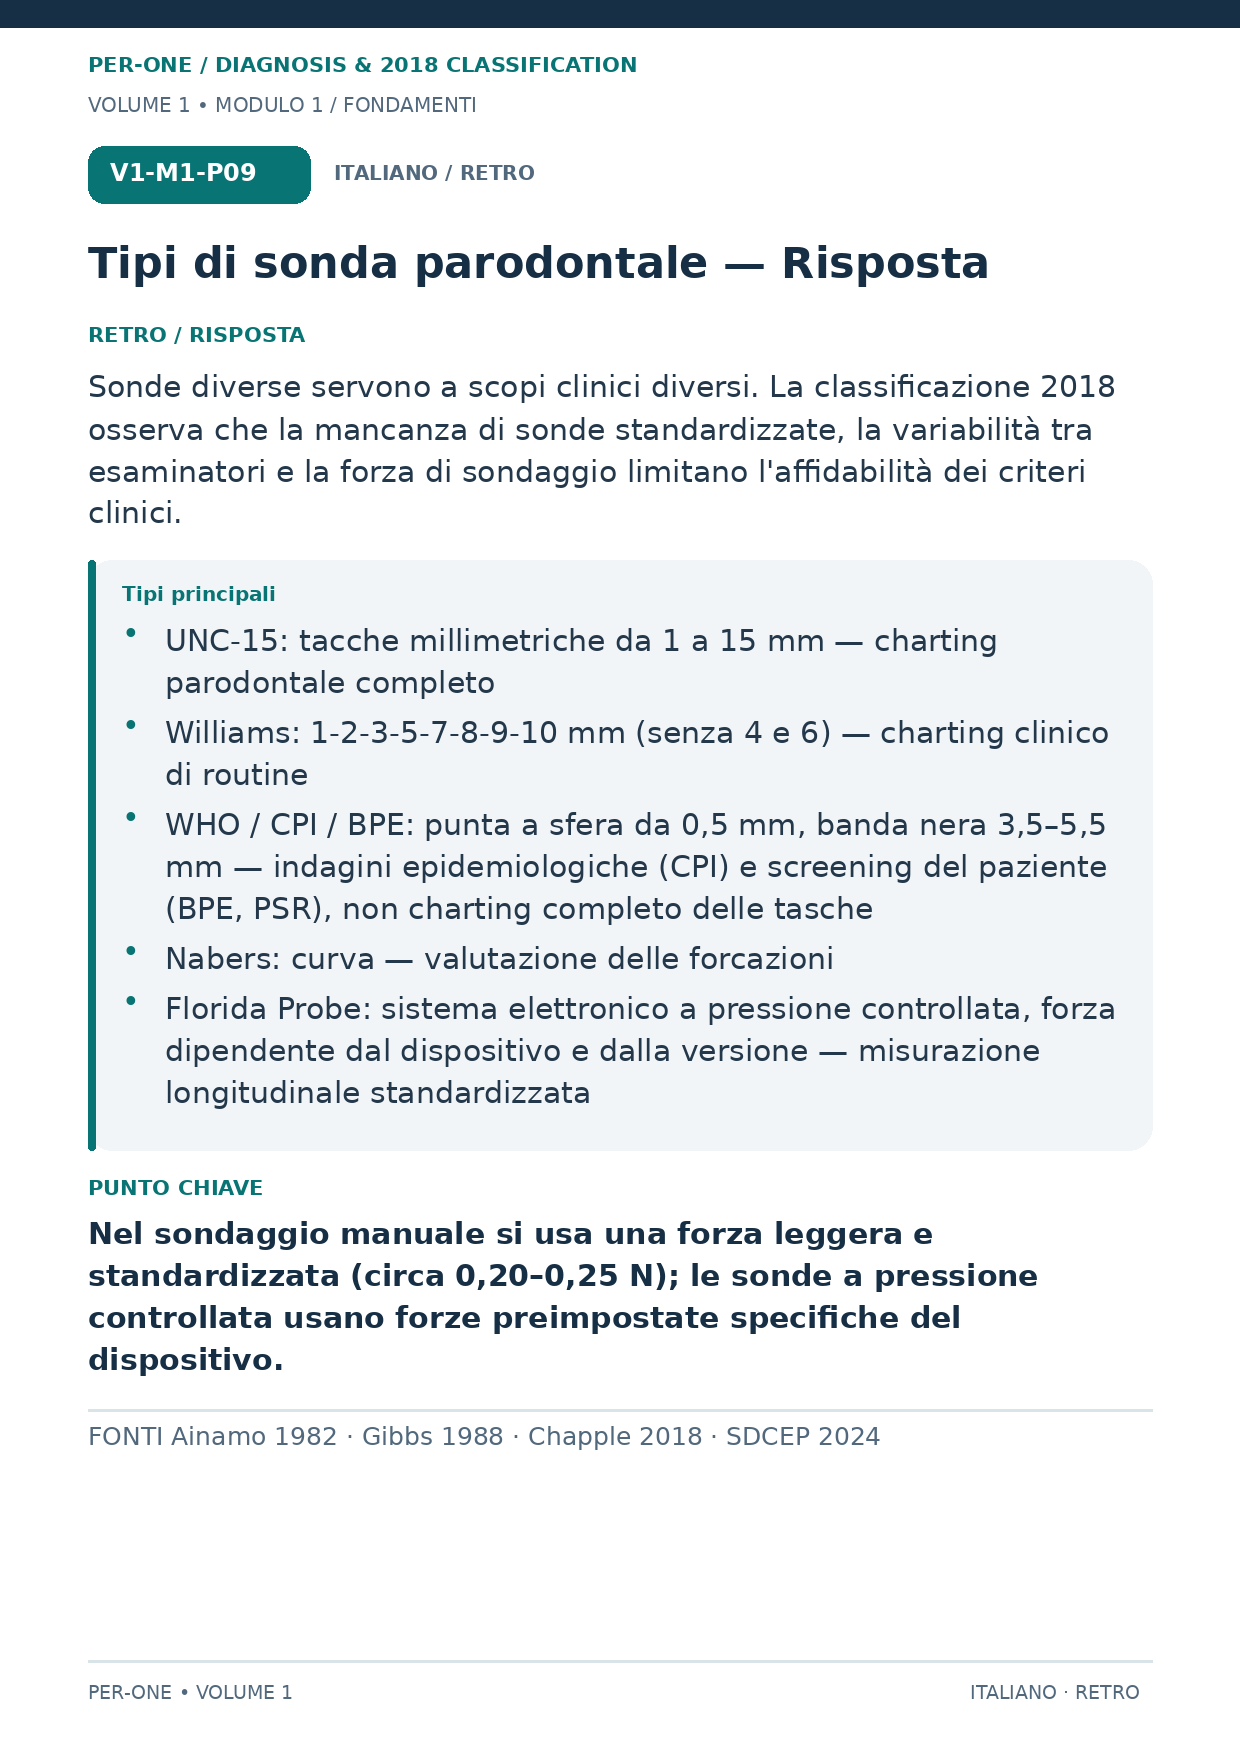 PER-ONE / DIAGNOSIS & 2018 CLASSIFICATION
VOLUME 1 • MODULO 1 / FONDAMENTI
V1-M1-P09
ITALIANO / RETRO
Tipi di sonda parodontale — Risposta
RETRO / RISPOSTA
Sonde diverse servono a scopi clinici diversi. La classificazione 2018
osserva che la mancanza di sonde standardizzate, la variabilità tra
esaminatori e la forza di sondaggio limitano l'affidabilità dei criteri
clinici.
Tipi principali
• UNC-15: tacche millimetriche da 1 a 15 mm — charting
parodontale completo
• Williams: 1-2-3-5-7-8-9-10 mm (senza 4 e 6) — charting clinico
di routine
• WHO / CPI / BPE: punta a sfera da 0,5 mm, banda nera 3,5–5,5
mm — indagini epidemiologiche (CPI) e screening del paziente
(BPE, PSR), non charting completo delle tasche
• Nabers: curva — valutazione delle forcazioni
• Florida Probe: sistema elettronico a pressione controllata, forza
dipendente dal dispositivo e dalla versione — misurazione
longitudinale standardizzata
PUNTO CHIAVE
Nel sondaggio manuale si usa una forza leggera e
standardizzata (circa 0,20–0,25 N); le sonde a pressione
controllata usano forze preimpostate specifiche del
dispositivo.
FONTI Ainamo 1982 · Gibbs 1988 · Chapple 2018 · SDCEP 2024
PER-ONE • VOLUME 1
ITALIANO · RETRO